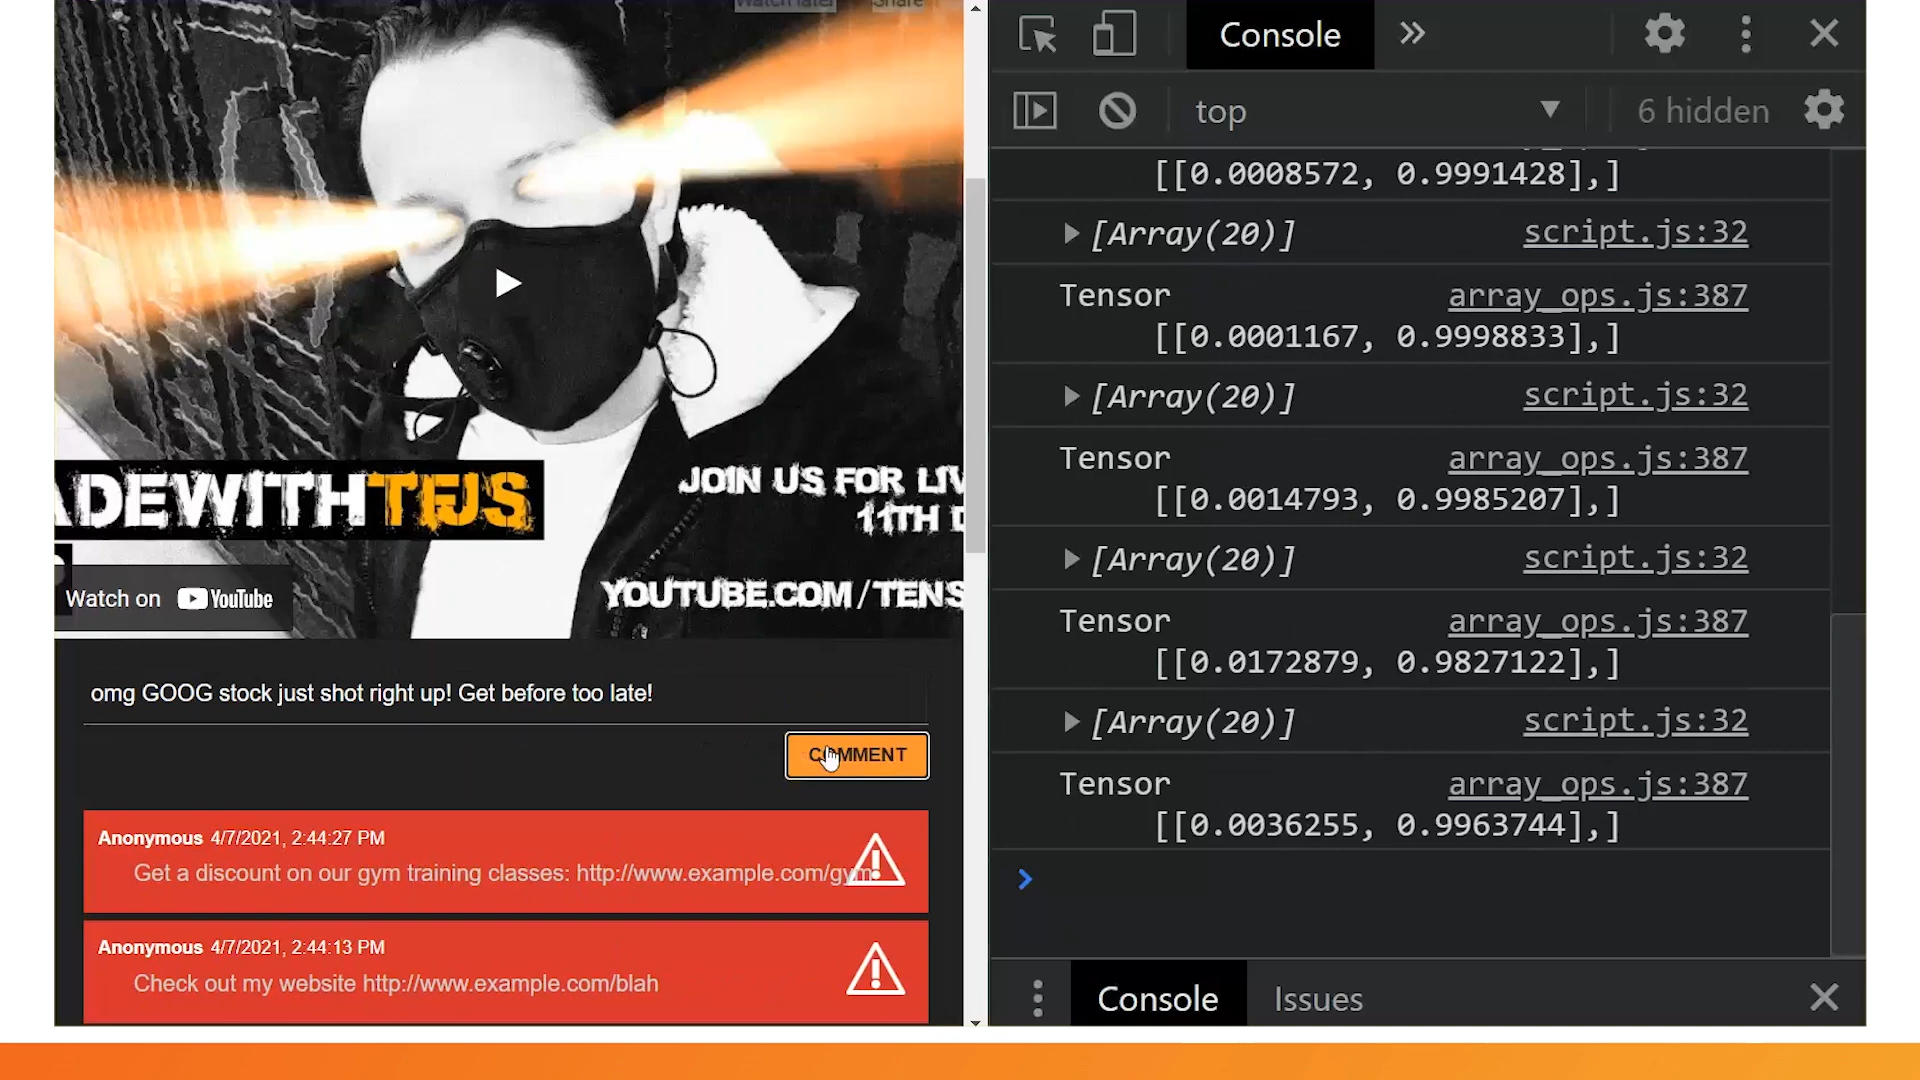 Watch later Share
ADEWITHTFJS
JOIN US FOR LIV
11TH D
YOUTUBE.COM/TENS
Watch on YouTube
omg GOOG stock just shot right up! Get before too late!
COMMENT
Anonymous 4/7/2021, 2:44:27 PM
Get a discount on our gym training classes: http://www.example.com/gym
Anonymous 4/7/2021, 2:44:13 PM
Check out my website http://www.example.com/blah
Console
top 6 hidden
[[0.0008572, 0.9991428],]
[Array(20)] script.js:32
Tensor array_ops.js:387
[[0.0001167, 0.9998833],]
[Array(20)] script.js:32
Tensor array_ops.js:387
[[0.0014793, 0.9985207],]
[Array(20)] script.js:32
Tensor array_ops.js:387
[[0.0172879, 0.9827122],]
[Array(20)] script.js:32
Tensor array_ops.js:387
[[0.0036255, 0.9963744],]
Console Issues